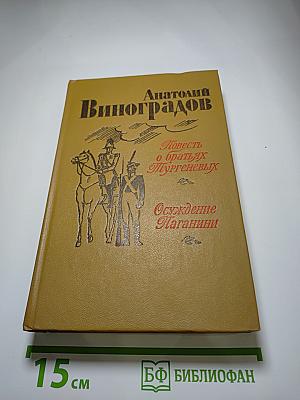 Анатолий
Виноградов
Повесть
о братьях
Тургеневых
Осуждение
Паганини
15 см
БФ БИБЛИОФАН